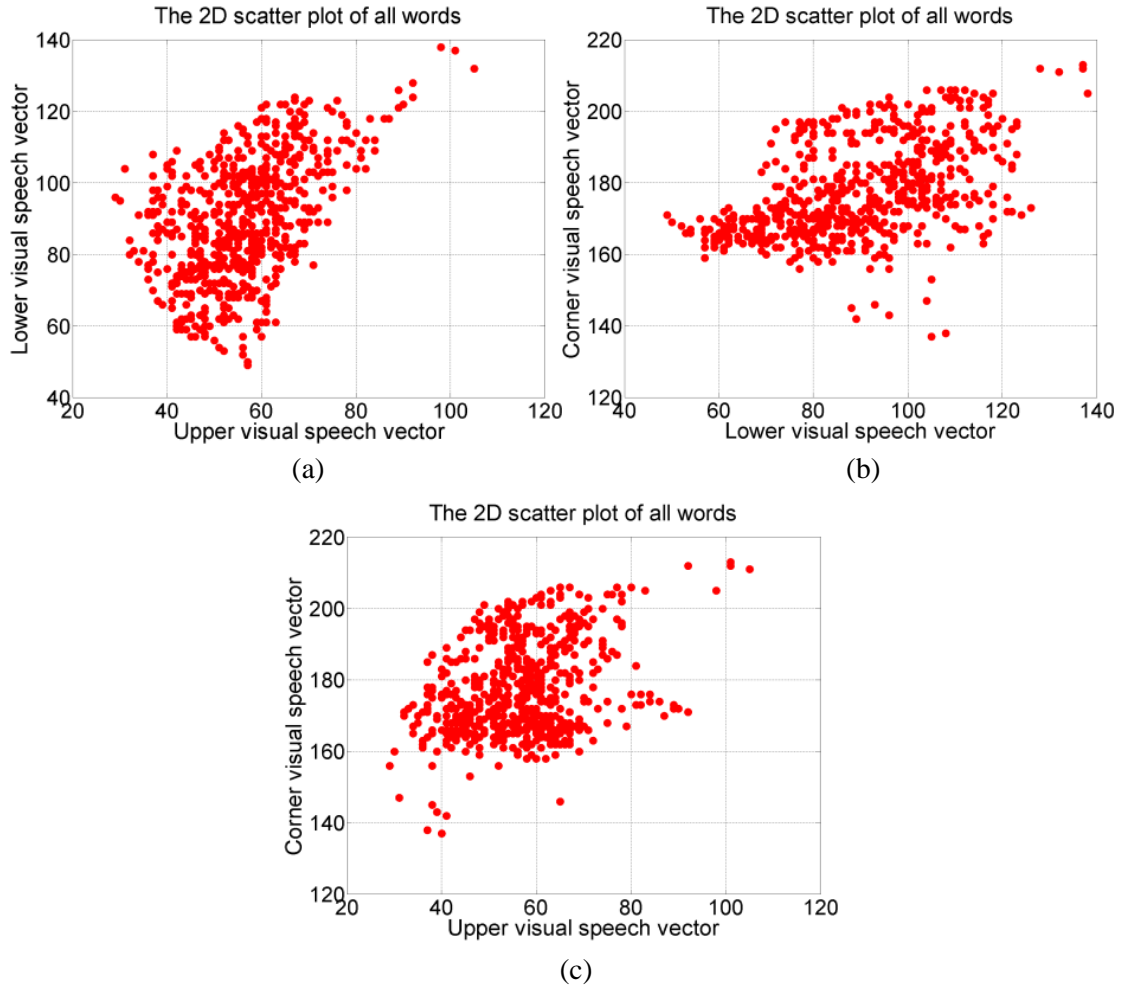 The 2D scatter plot of all words
140
120
100
80
60
40
20 40 60 80 100 120
Lower visual speech vector
Upper visual speech vector
(a)
The 2D scatter plot of all words
220
200
180
160
140
120
40 60 80 100 120 140
Corner visual speech vector
Lower visual speech vector
(b)
The 2D scatter plot of all words
220
200
180
160
140
120
20 40 60 80 100 120
Corner visual speech vector
Upper visual speech vector
(c)